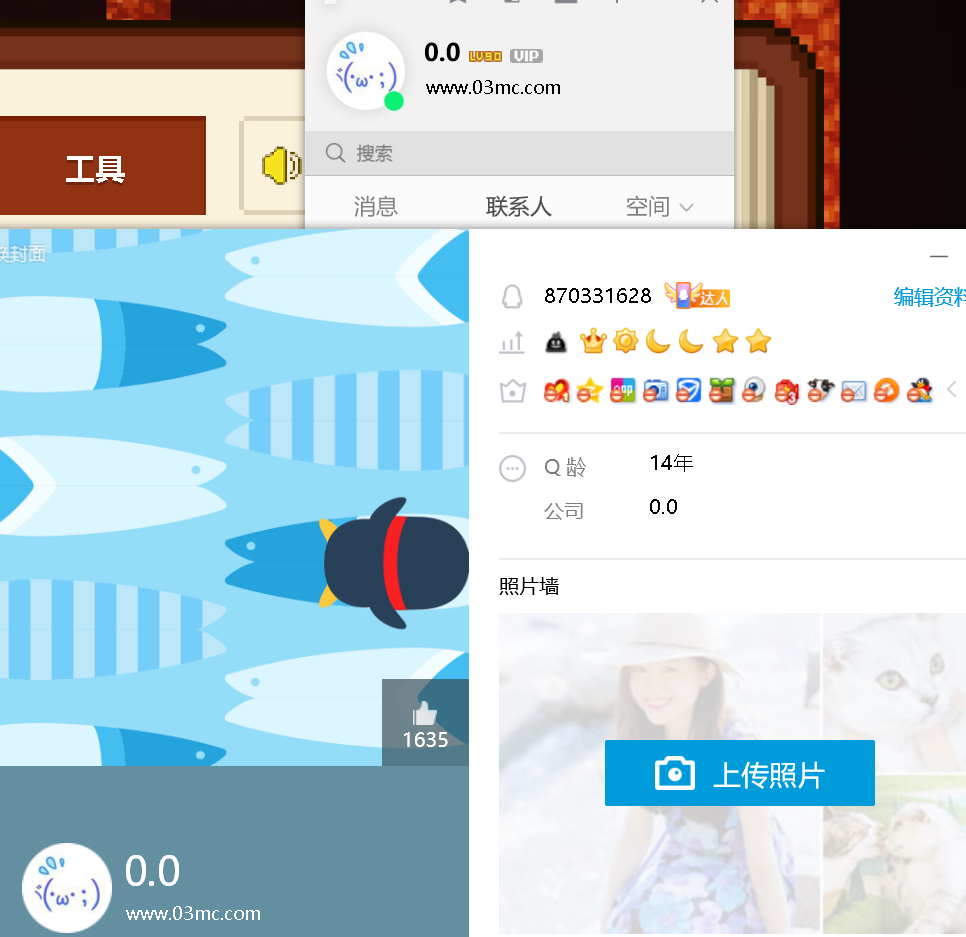 0.0 LV90 VIP
www.03mc.com
工具
搜索
消息 联系人 空间
换封面
870331628 达人 编辑资料
Q 龄 14年
公司 0.0
照片墙
1635
上传照片
0.0
www.03mc.com